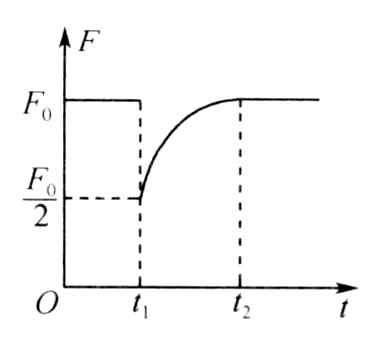 F
F₀
F₀/2
O t₁ t₂ t